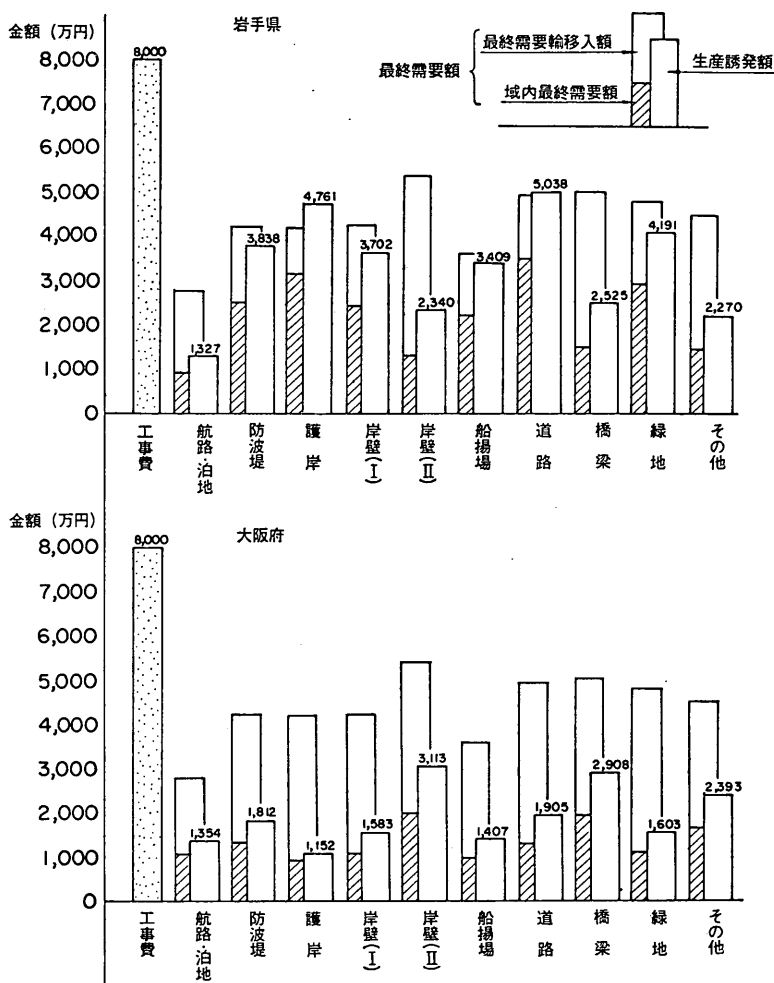 金額（万円）
岩手県
8,000
8,000
7,000
6,000
5,000
4,000
3,000
2,000
1,000
0
最終需要額
最終需要輸移入額
域内最終需要額
生産誘発額
1,327
3,838
4,761
3,702
2,340
3,409
5,038
2,525
4,191
2,270
工事費
航路・泊地
防波堤
護岸
岸壁(I)
岸壁(II)
船揚場
道路
橋梁
緑地
その他
金額（万円）
大阪府
8,000
8,000
7,000
6,000
5,000
4,000
3,000
2,000
1,000
0
1,354
1,812
1,152
1,583
3,113
1,407
1,905
2,908
1,603
2,393
工事費
航路・泊地
防波堤
護岸
岸壁(I)
岸壁(II)
船揚場
道路
橋梁
緑地
その他